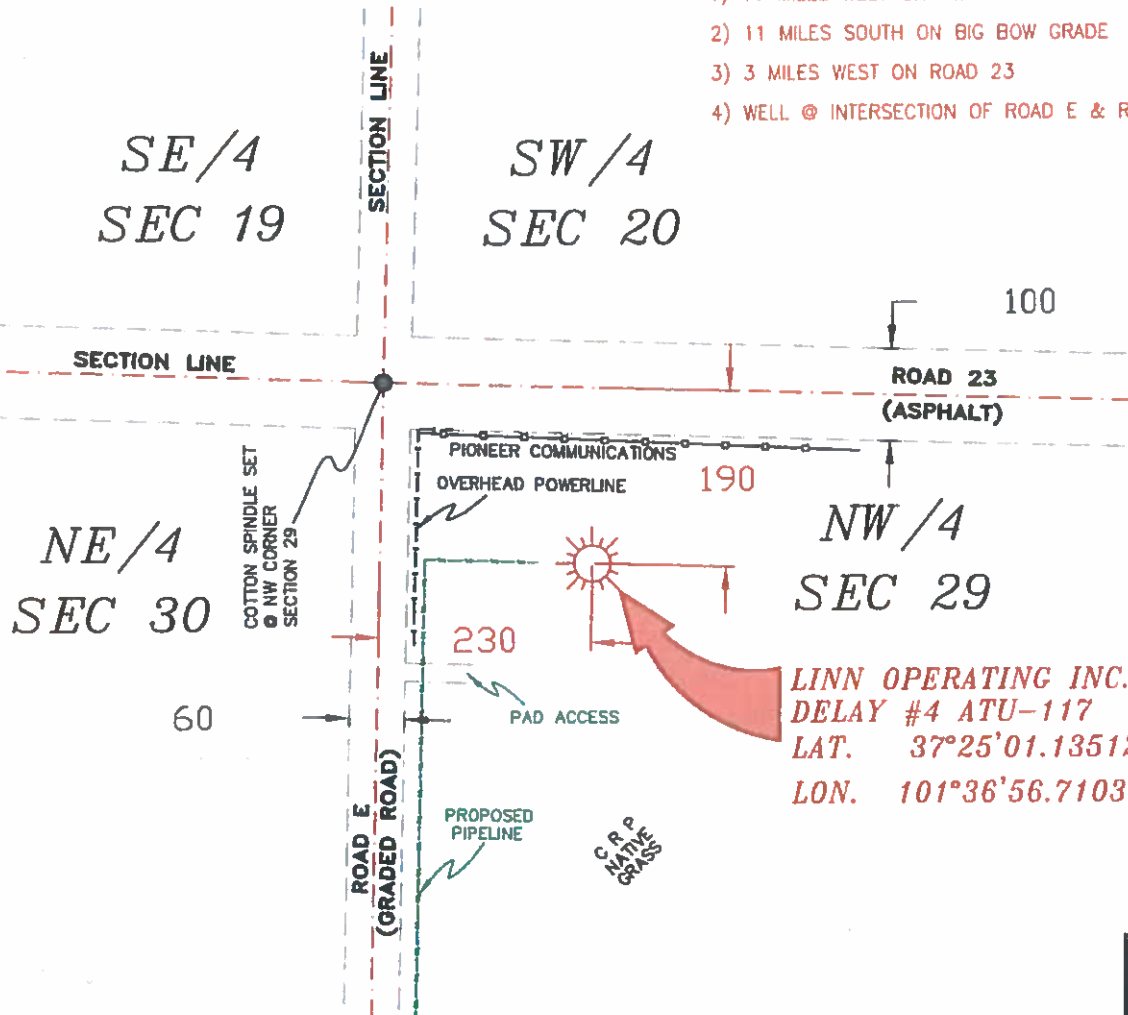 2) 11 MILES SOUTH ON BIG BOW GRADE
3) 3 MILES WEST ON ROAD 23
4) WELL @ INTERSECTION OF ROAD E & R
SECTION LINE
SE/4
SEC 19
SW/4
SEC 20
100
SECTION LINE
ROAD 23
(ASPHALT)
PIONEER COMMUNICATIONS
OVERHEAD POWERLINE
190
COTTON SPINDLE SET
@ NW CORNER
SECTION 29
NE/4
SEC 30
NW/4
SEC 29
230
60
PAD ACCESS
LINN OPERATING INC.
DELAY #4 ATU-117
LAT. 37°25'01.1351
LON. 101°36'56.7103
ROAD E
(GRADED ROAD)
PROPOSED
PIPELINE
C R P
NATIVE
GRASS